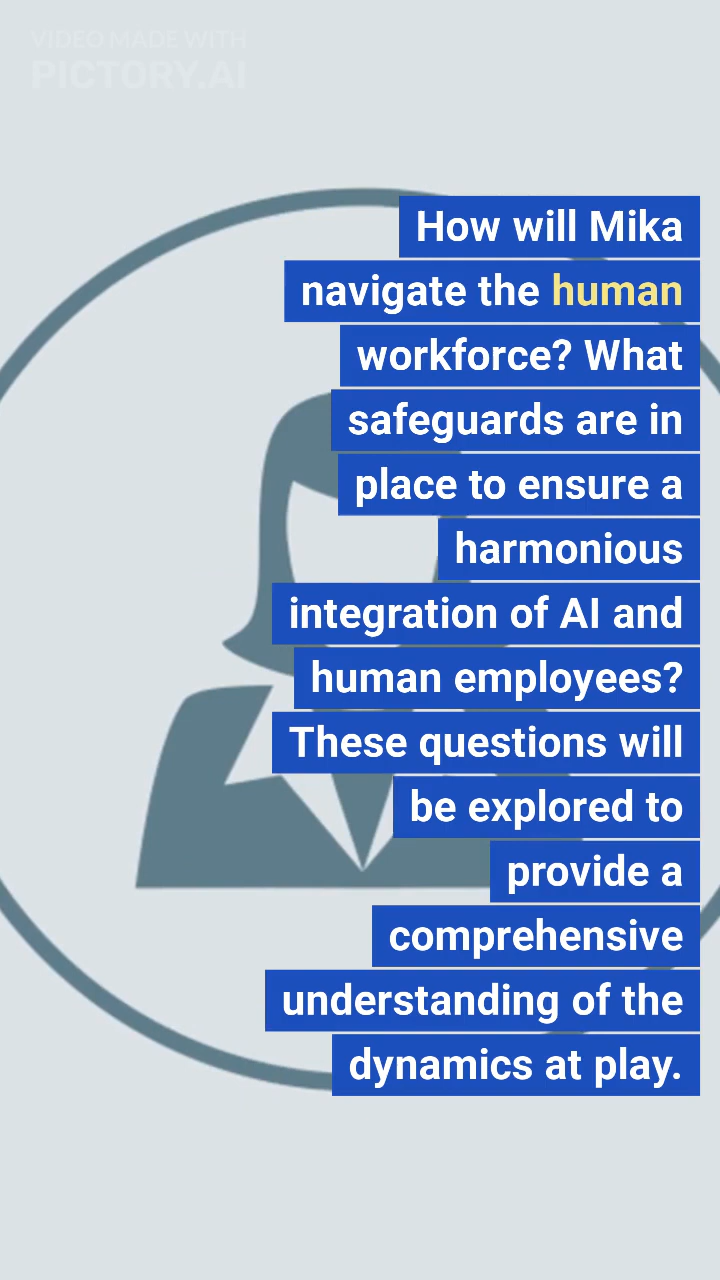 VIDEO MADE WITH
PICTORY.AI
How will Mika
navigate the human
workforce? What
safeguards are in
place to ensure a
harmonious
integration of AI and
human employees?
These questions will
be explored to
provide a
comprehensive
understanding of the
dynamics at play.